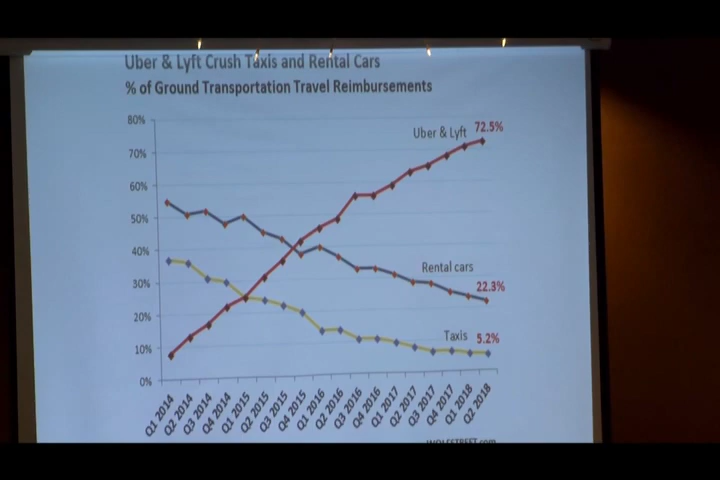 Uber & Lyft Crush Taxis and Rental Cars
% of Ground Transportation Travel Reimbursements
80%
Uber & Lyft 72.5%
70%
60%
50%
40%
Rental cars
30%
22.3%
20%
Taxis 5.2%
10%
0%
Q1 2014
Q2 2014
Q3 2014
Q4 2014
Q1 2015
Q2 2015
Q3 2015
Q4 2015
Q1 2016
Q2 2016
Q3 2016
Q4 2016
Q1 2017
Q2 2017
Q3 2017
Q4 2017
Q1 2018
Q2 2018
WOLFSTREET.com